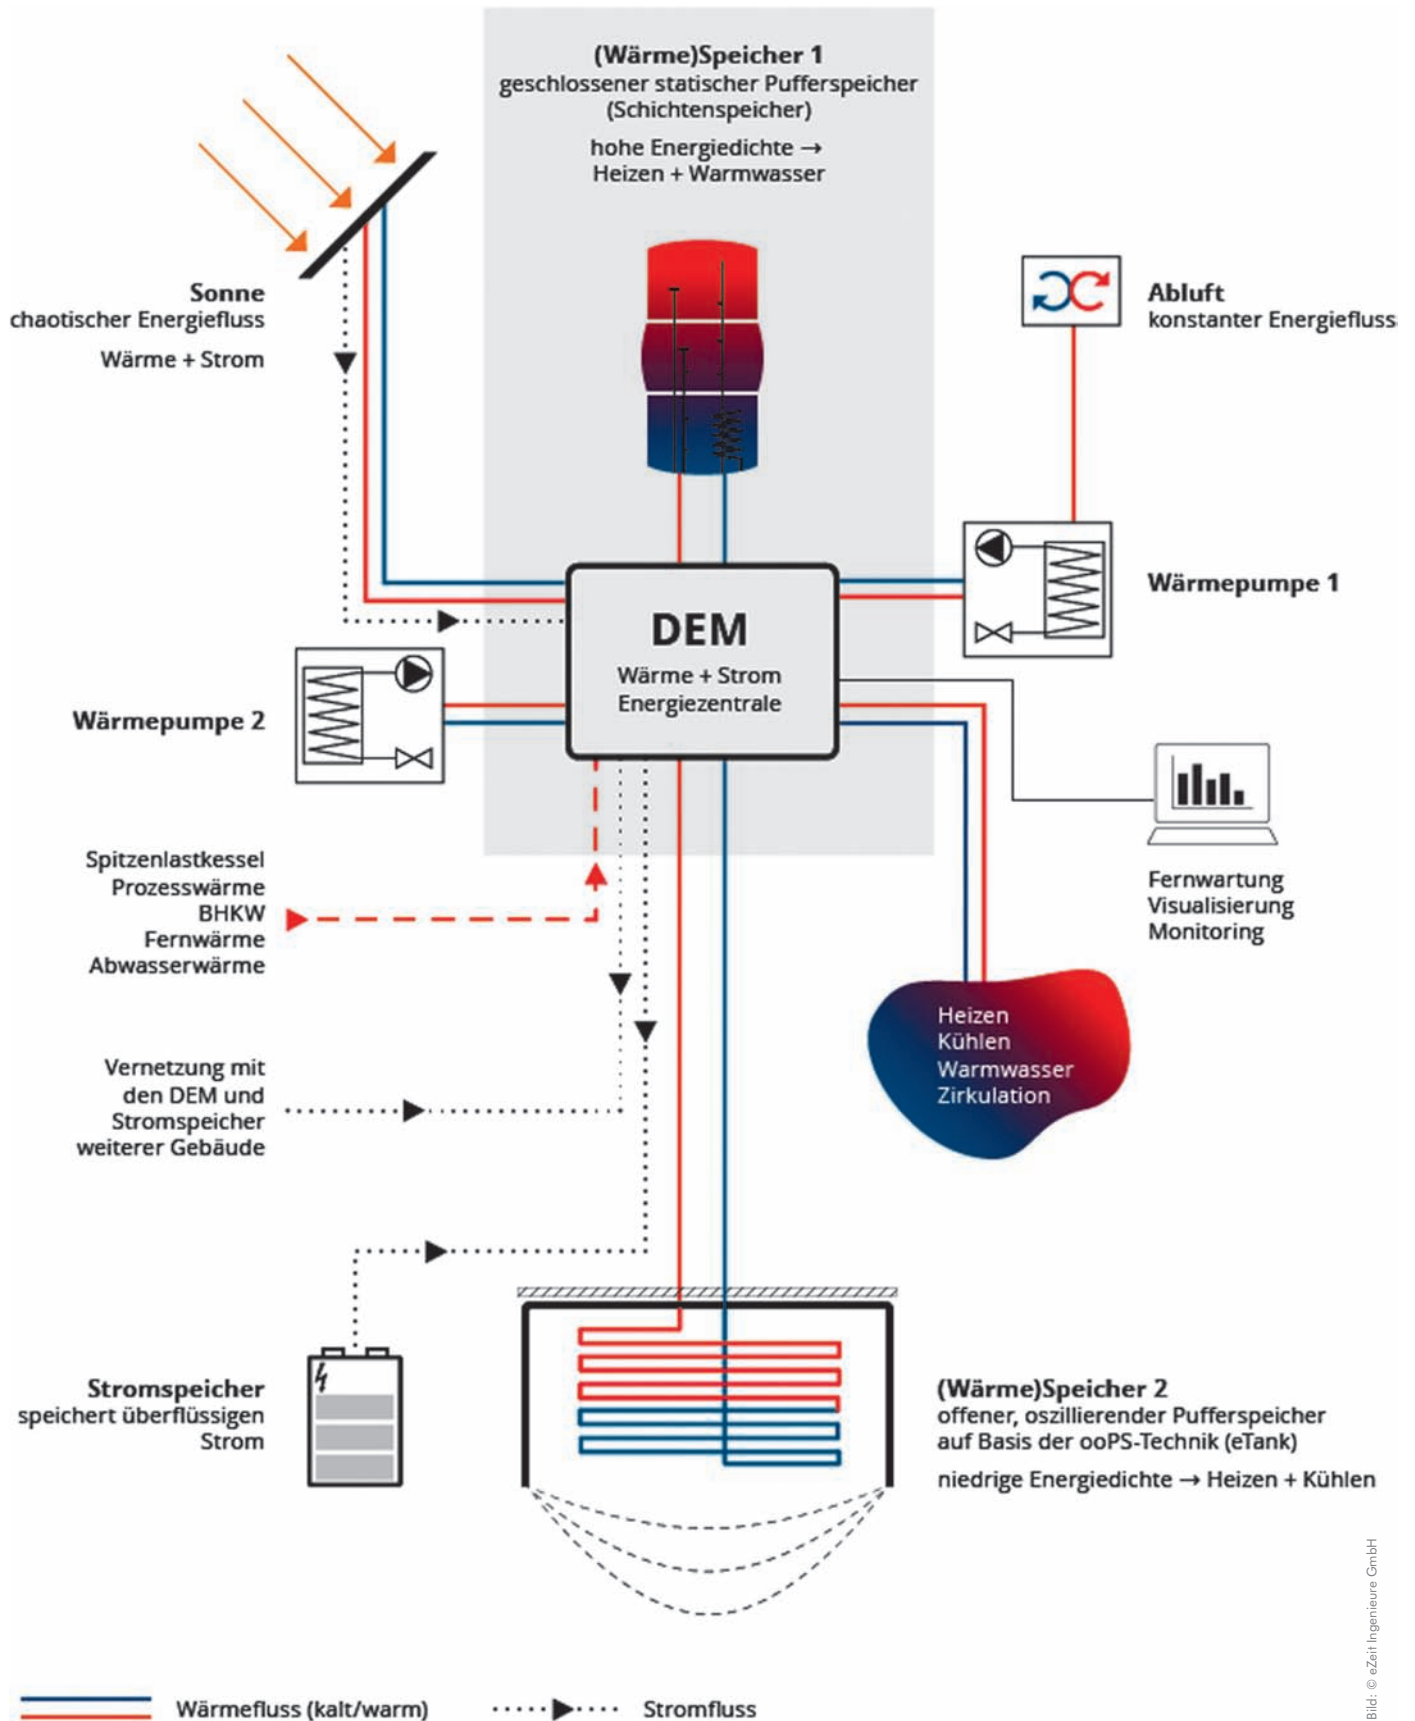 (Wärme)Speicher 1
geschlossener statischer Pufferspeicher
(Schichtenspeicher)
hohe Energiedichte →
Heizen + Warmwasser
Sonne
chaotischer Energiefluss
Wärme + Strom
Abluft
konstanter Energiefluss
Wärmepumpe 1
DEM
Wärme + Strom
Energiezentrale
Wärmepumpe 2
Spitzenlastkessel
Prozesswärme
BHKW
Fernwärme
Abwasserwärme
Fernwartung
Visualisierung
Monitoring
Heizen
Kühlen
Warmwasser
Zirkulation
Vernetzung mit
den DEM und
Stromspeicher
weiterer Gebäude
Stromspeicher
speichert überflüssigen
Strom
(Wärme)Speicher 2
offener, oszillierender Pufferspeicher
auf Basis der ooPS-Technik (eTank)
niedrige Energiedichte → Heizen + Kühlen
Wärmefluss (kalt/warm)
Stromfluss
Bild: © eZeit Ingenieure GmbH